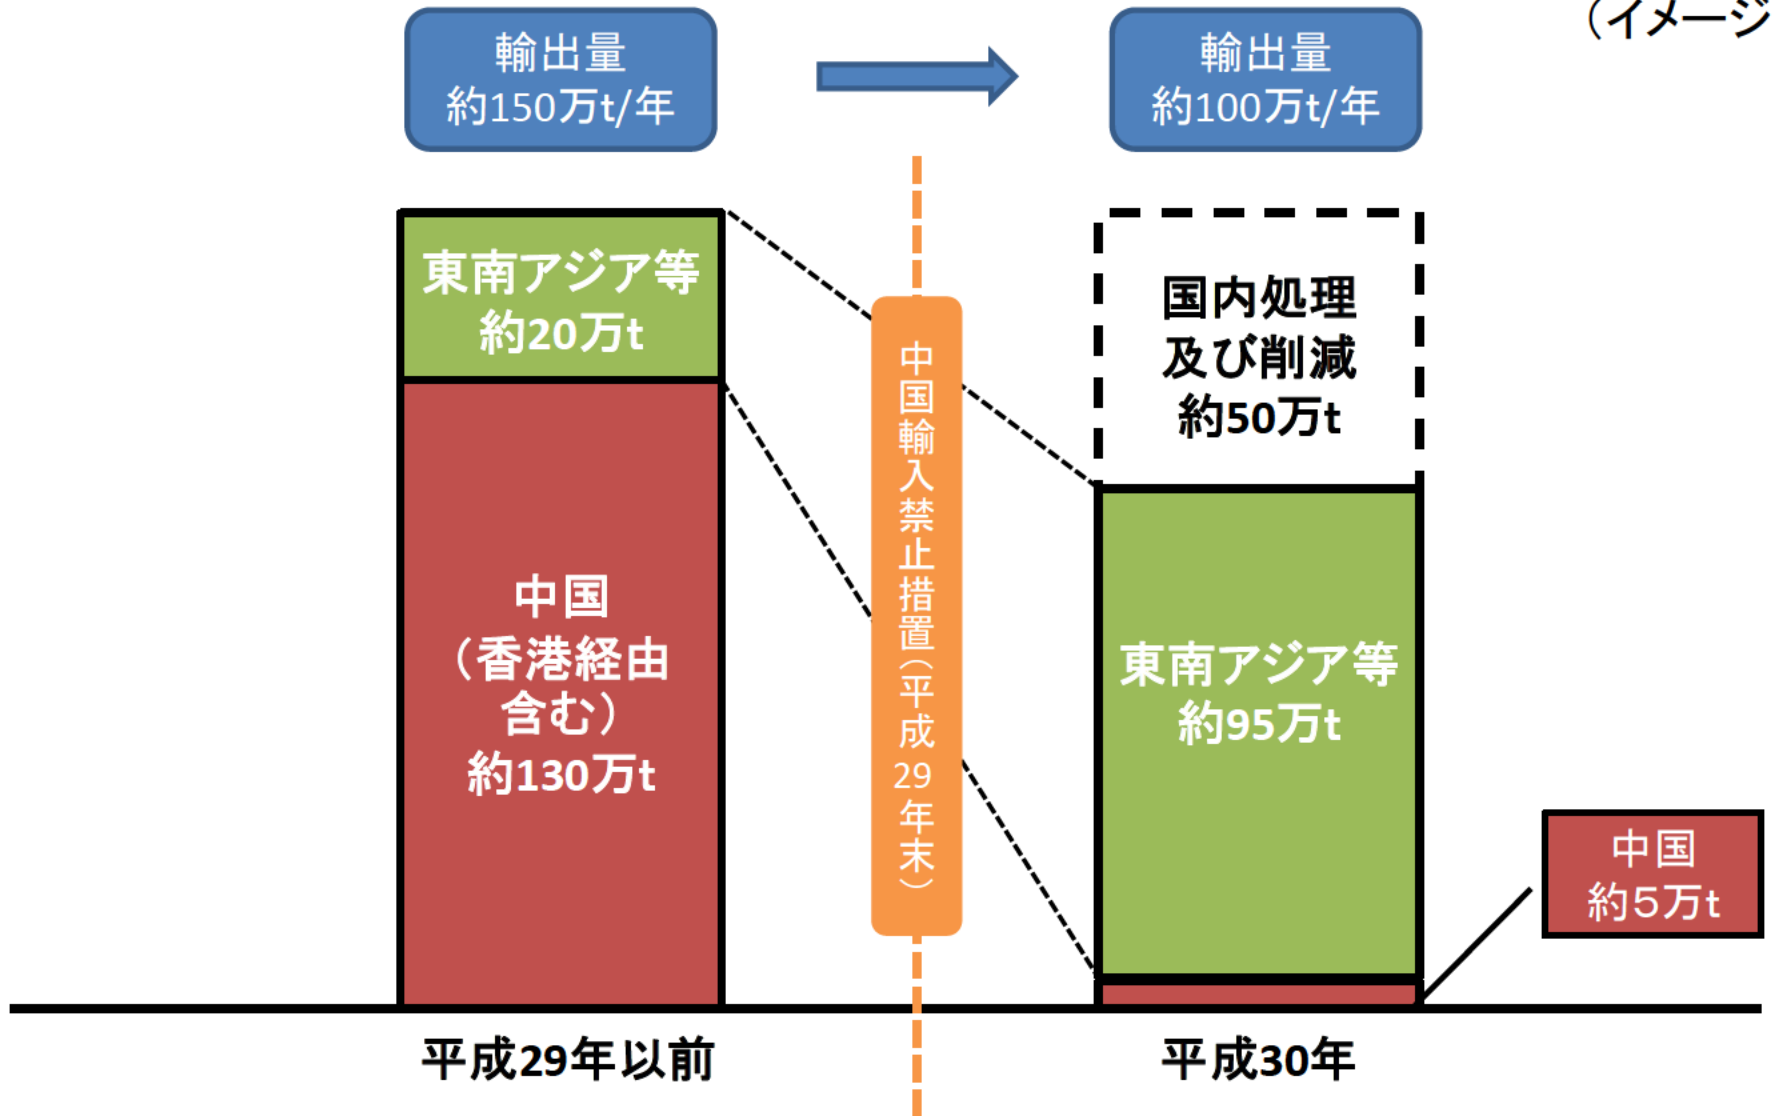 （イメージ
輸出量
約150万t/年
輸出量
約100万t/年
東南アジア等
約20万t
中国
（香港経由
含む）
約130万t
中国輸入禁止措置（平成29年末）
国内処理
及び削減
約50万t
東南アジア等
約95万t
中国
約５万t
平成29年以前
平成30年